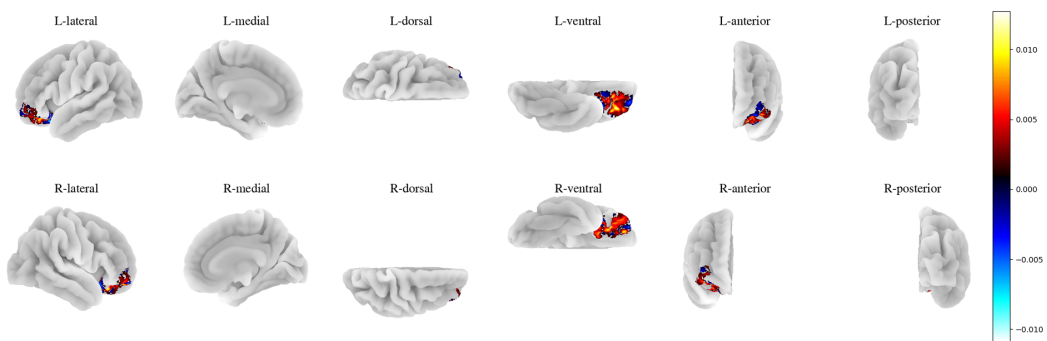 L-lateral L-medial L-dorsal L-ventral L-anterior L-posterior
0.010
0.005
R-lateral R-medial R-dorsal R-ventral R-anterior R-posterior
0.000
−0.005
−0.010